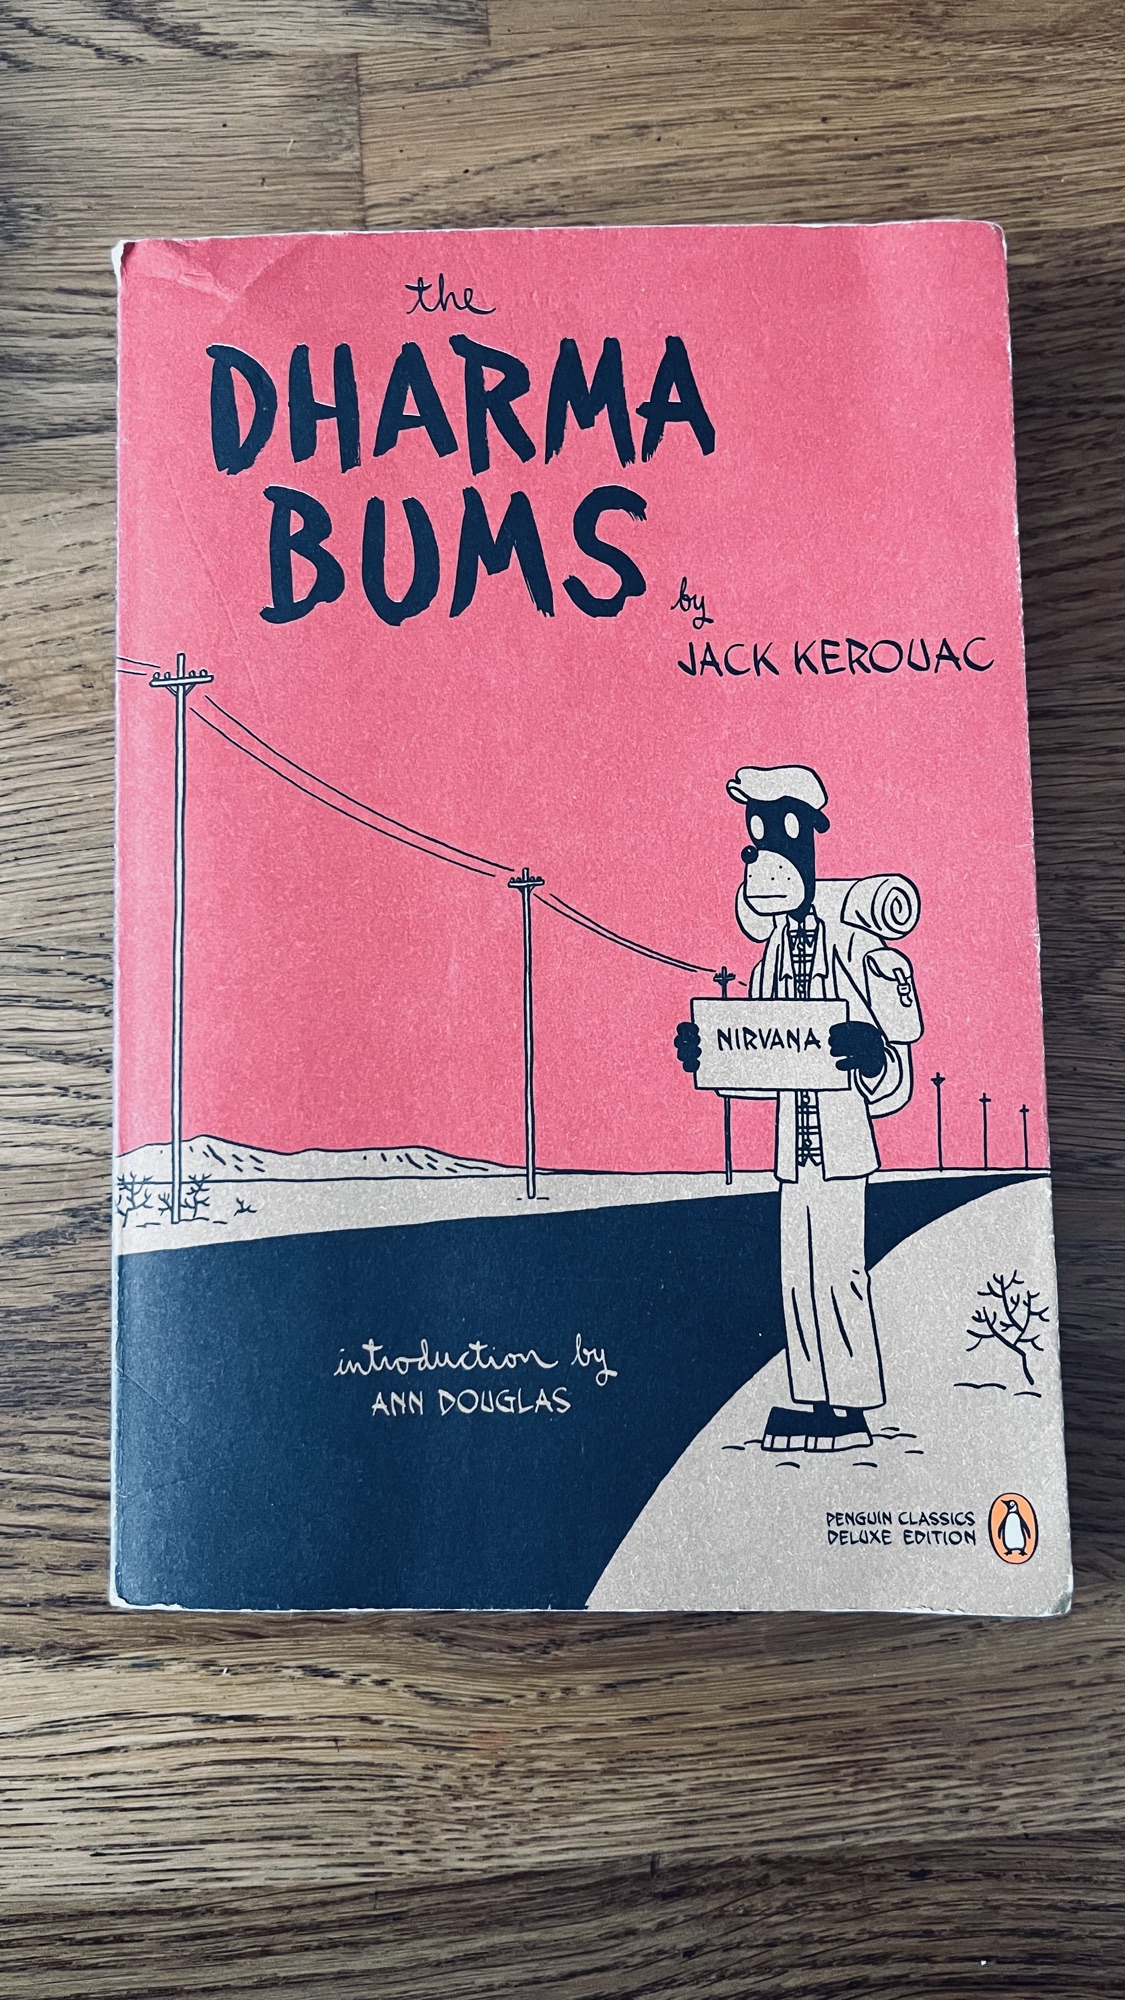 the
DHARMA
BUMS
by
JACK KEROUAC
NIRVANA
introduction by
ANN DOUGLAS
PENGUIN CLASSICS
DELUXE EDITION